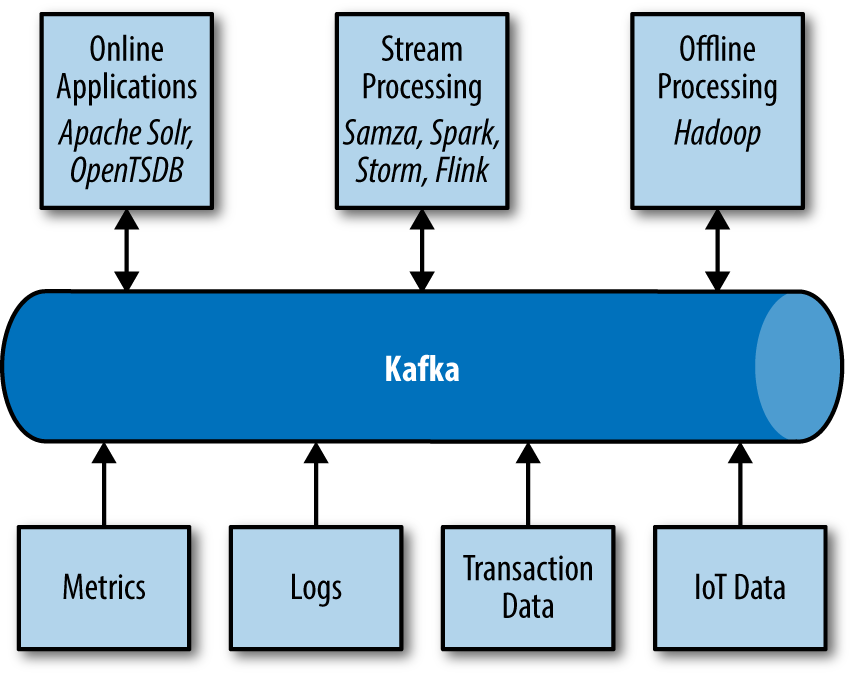 Online
Applications
Apache Solr,
OpenTSDB
Stream
Processing
Samza, Spark,
Storm, Flink
Offline
Processing
Hadoop
Kafka
Metrics
Logs
Transaction
Data
IoT Data